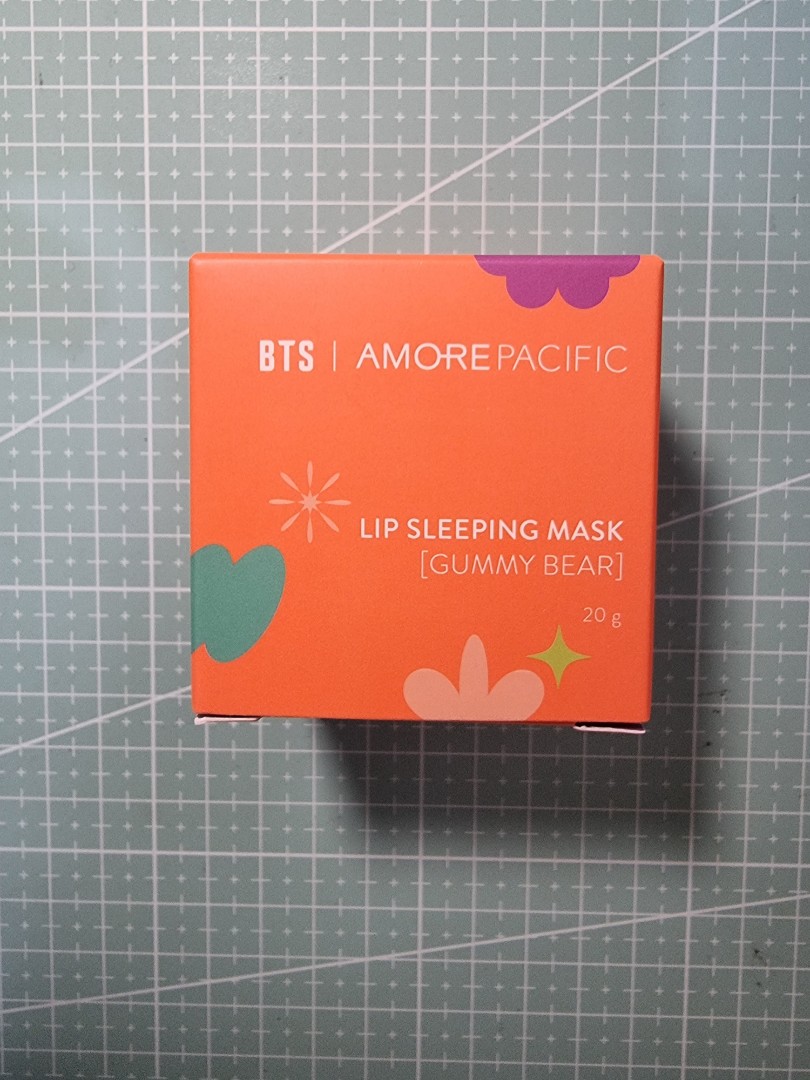 BTS | AMOREPACIFIC
LIP SLEEPING MASK
[GUMMY BEAR]
20 g